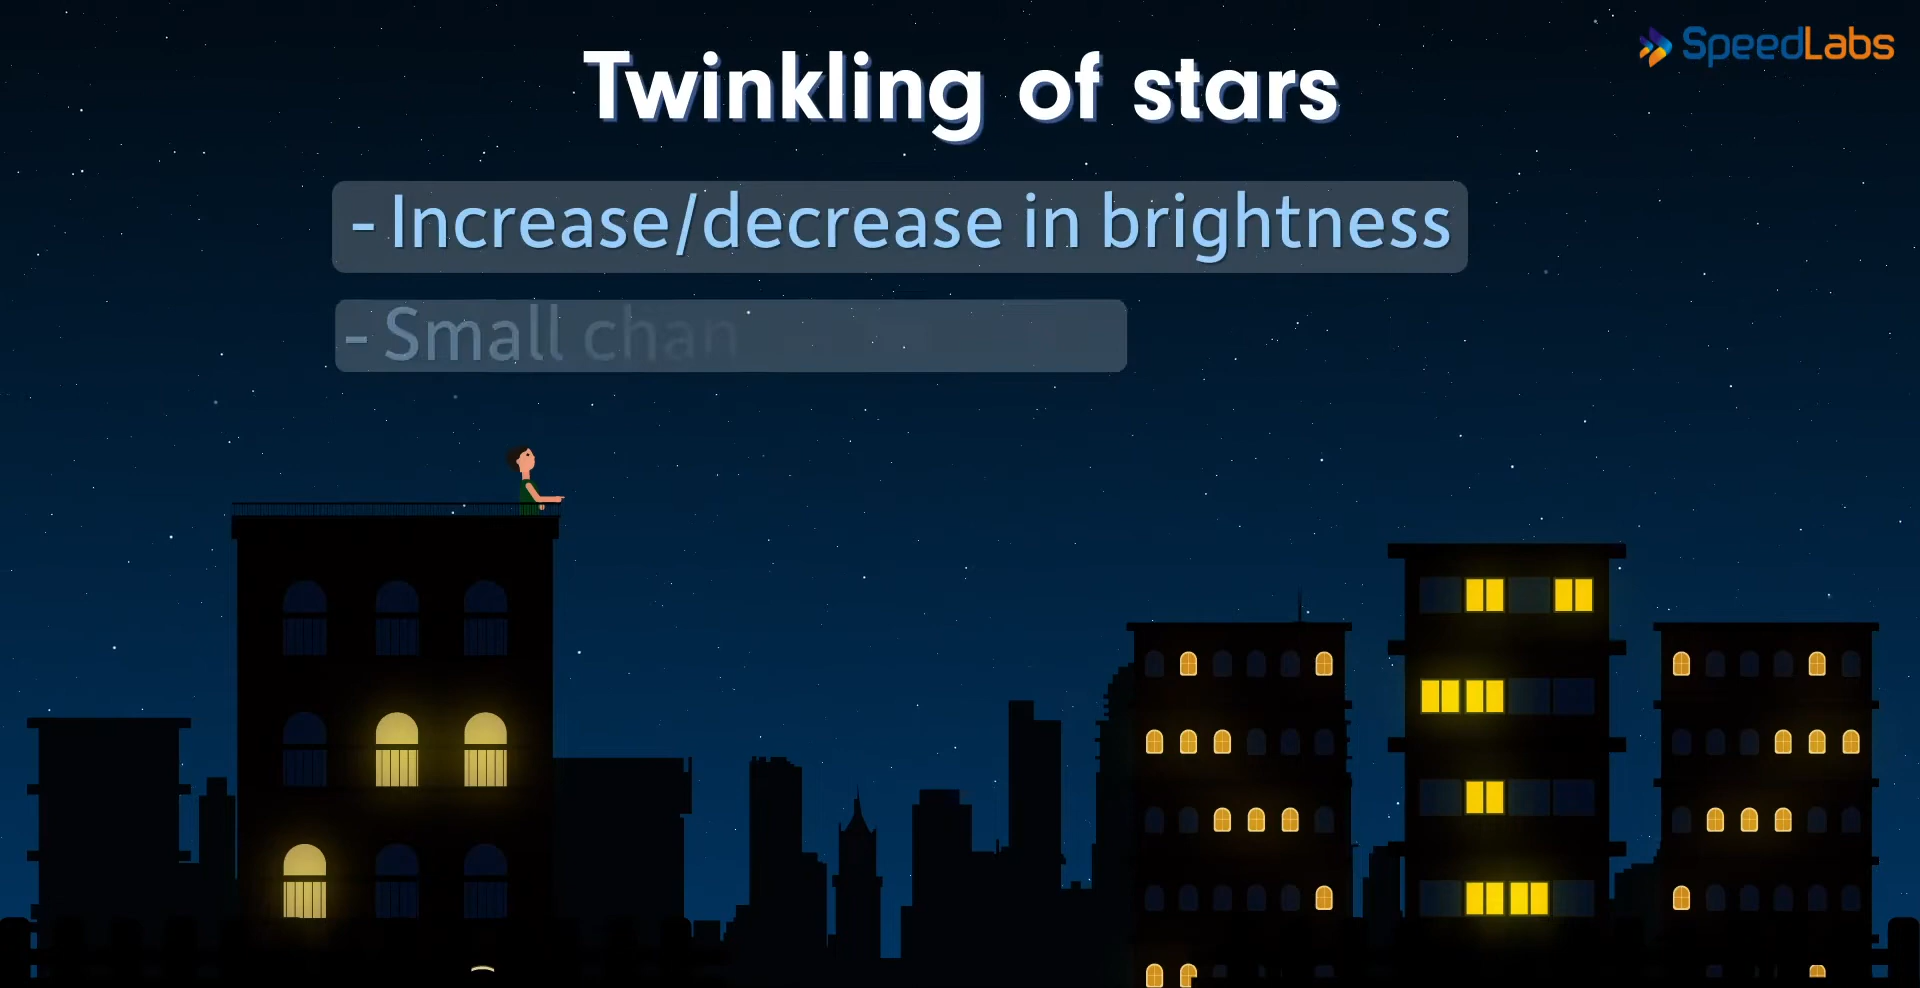 SpeedLabs
Twinkling of stars
- Increase/decrease in brightness
- Small chan